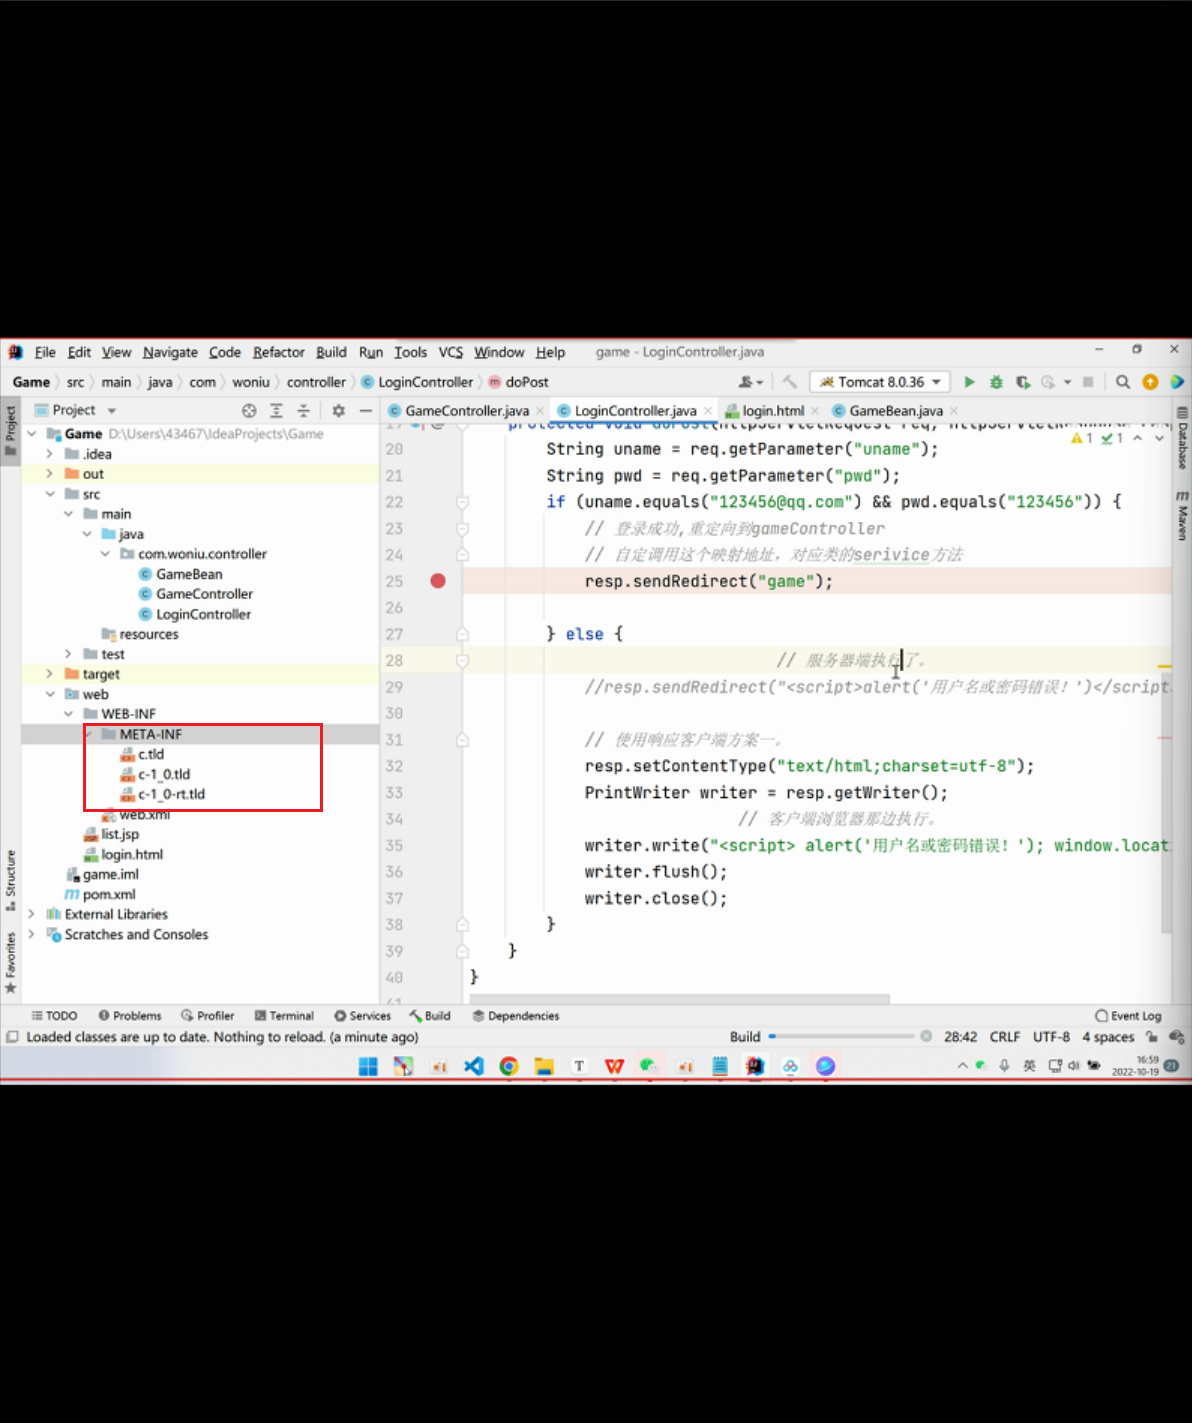 File Edit View Navigate Code Refactor Build Run Tools VCS Window Help game - LoginController.java
Game src main java com woniu controller LoginController doPost Tomcat 8.0.36
Project
GameController.java LoginController.java login.html GameBean.java
Project
Structure
Favorites
Database
Maven
Game D:\Users\43467\IdeaProjects\Game
.idea
out
src
main
java
com.woniu.controller
GameBean
GameController
LoginController
resources
test
target
web
WEB-INF
META-INF
c.tld
c-1_0.tld
c-1_0-rt.tld
web.xml
list.jsp
login.html
game.iml
pom.xml
External Libraries
Scratches and Consoles
1 1
20 String uname = req.getParameter("uname");
21 String pwd = req.getParameter("pwd");
22 if (uname.equals("123456@qq.com") && pwd.equals("123456")) {
23 // 登录成功,重定向到gameController
24 // 自定调用这个映射地址, 对应类的serivice方法
25 resp.sendRedirect("game");
26
27 } else {
28 // 服务器端执行了。
29 //resp.sendRedirect("<script>alert('用户名或密码错误! ')</script
30
31 // 使用响应客户端方案一。
32 resp.setContentType("text/html;charset=utf-8");
33 PrintWriter writer = resp.getWriter();
34 // 客户端浏览器那边执行。
35 writer.write("<script> alert('用户名或密码错误! '); window.locat
36 writer.flush();
37 writer.close();
38 }
39 }
40 }
TODO Problems Profiler Terminal Services Build Dependencies Event Log
Loaded classes are up to date. Nothing to reload. (a minute ago) Build 28:42 CRLF UTF-8 4 spaces
英 16:59
2022-10-19 21